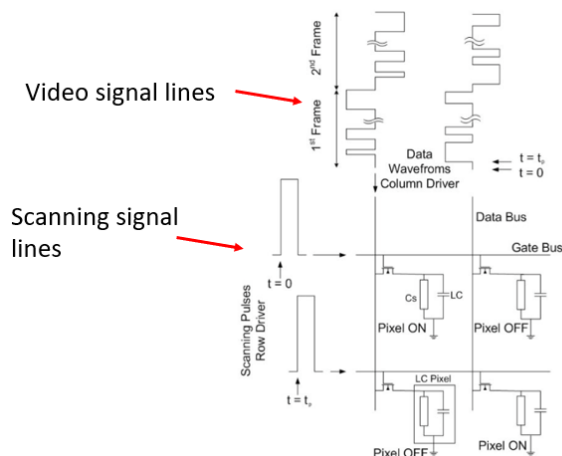 2nd Frame
Video signal lines
1st Frame
Data
Wavefroms
Column Driver
t = tp
t = 0
Data Bus
Scanning signal
lines
Gate Bus
t = 0
Cs
LC
Pixel ON
Pixel OFF
Scanning Pulses
Row Driver
LC Pixel
t = tp
Pixel OFF
Pixel ON